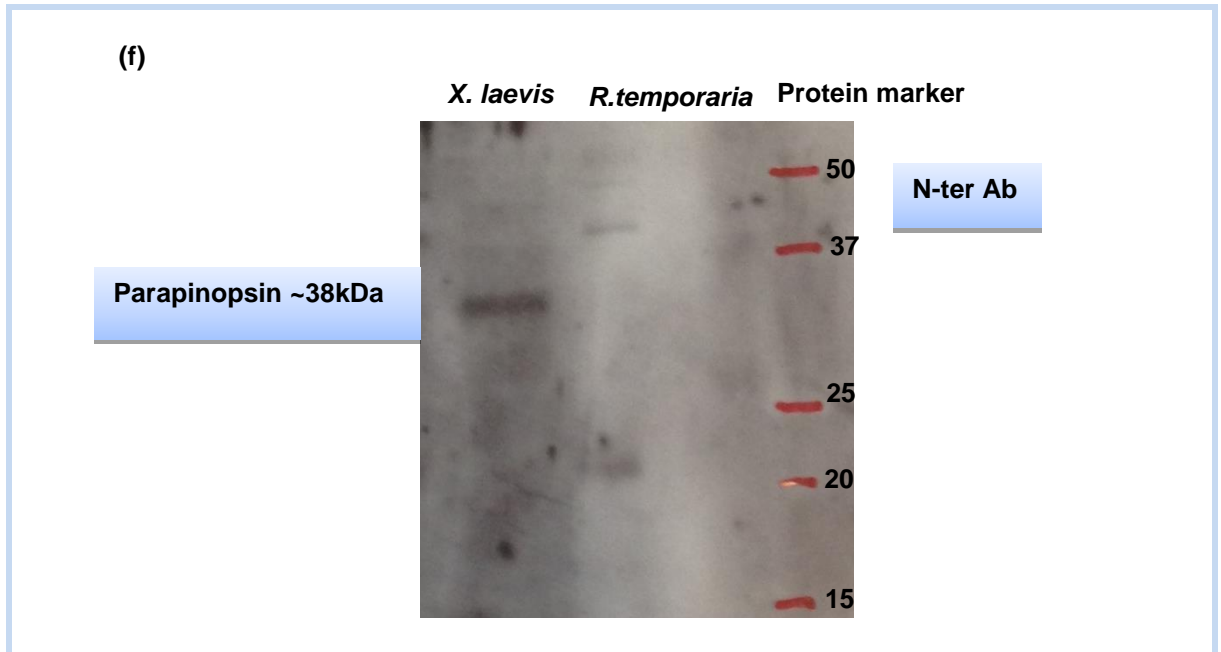 (f)
X. laevis R.temporaria Protein marker
50
N-ter Ab
37
Parapinopsin ~38kDa
25
20
15